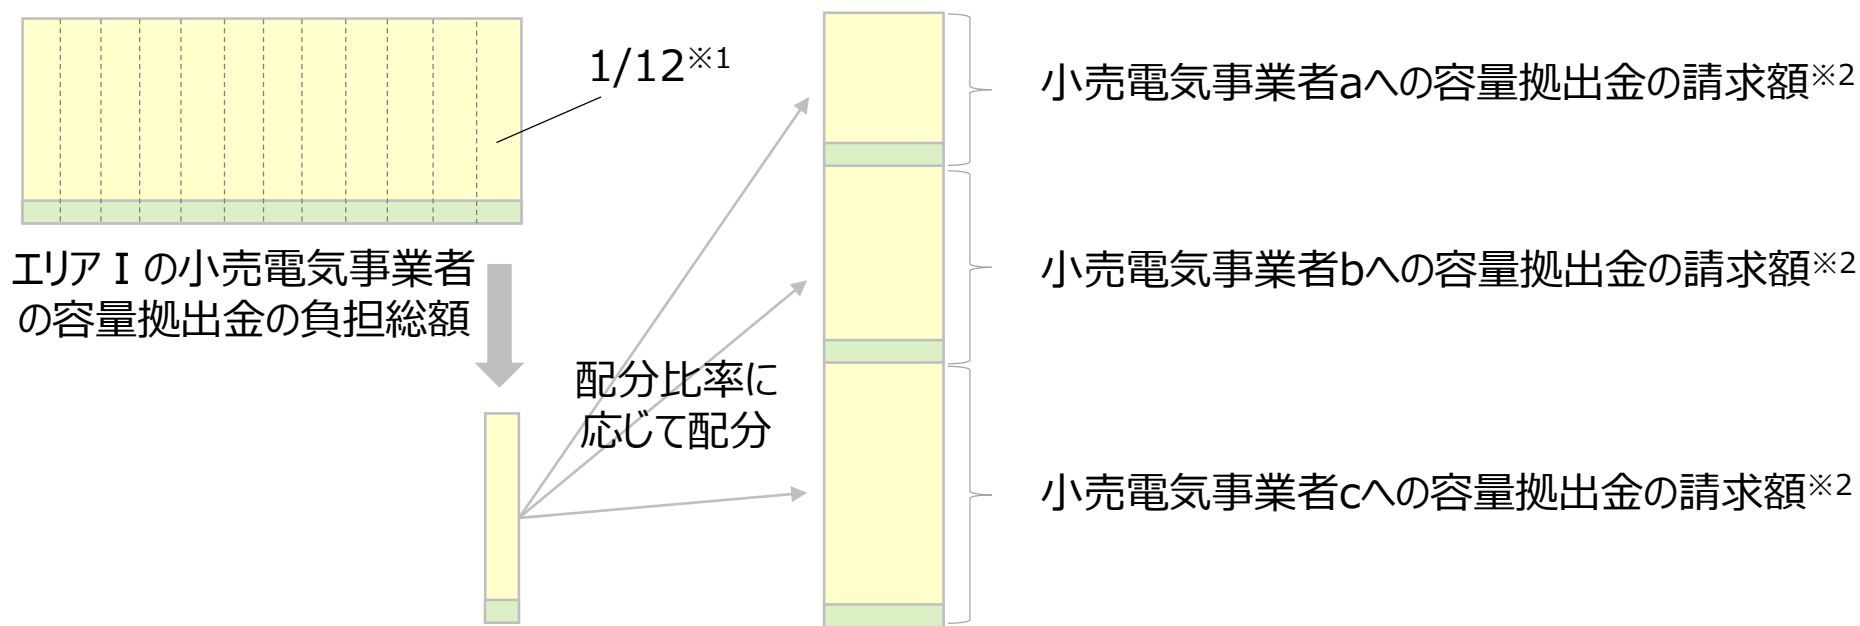 1/12※1
小売電気事業者aへの容量拠出金の請求額※2
エリアⅠの小売電気事業者
の容量拠出金の負担総額
小売電気事業者bへの容量拠出金の請求額※2
配分比率に
応じて配分
小売電気事業者cへの容量拠出金の請求額※2